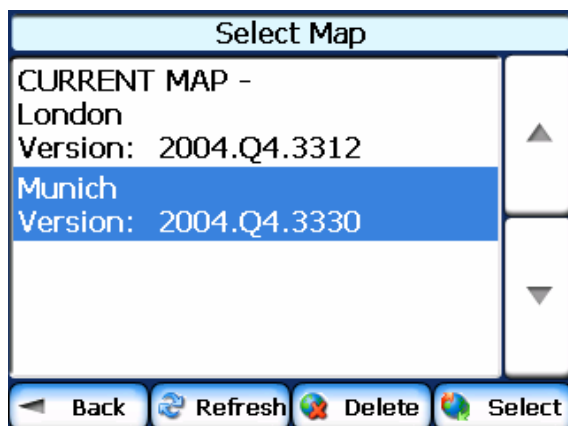 Select Map
CURRENT MAP -
London
Version: 2004.Q4.3312
Munich
Version: 2004.Q4.3330
Back Refresh Delete Select